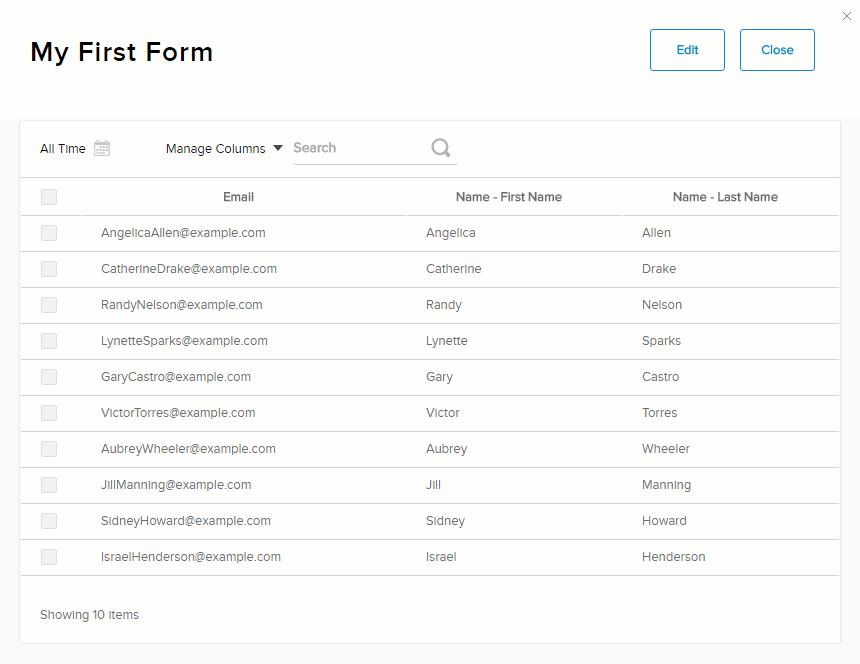 My First Form
Edit
Close
All Time
Manage Columns
Search
Email Name - First Name Name - Last Name
AngelicaAllen@example.com Angelica Allen
CatherineDrake@example.com Catherine Drake
RandyNelson@example.com Randy Nelson
LynetteSparks@example.com Lynette Sparks
GaryCastro@example.com Gary Castro
VictorTorres@example.com Victor Torres
AubreyWheeler@example.com Aubrey Wheeler
JillManning@example.com Jill Manning
SidneyHoward@example.com Sidney Howard
IsraelHenderson@example.com Israel Henderson
Showing 10 items